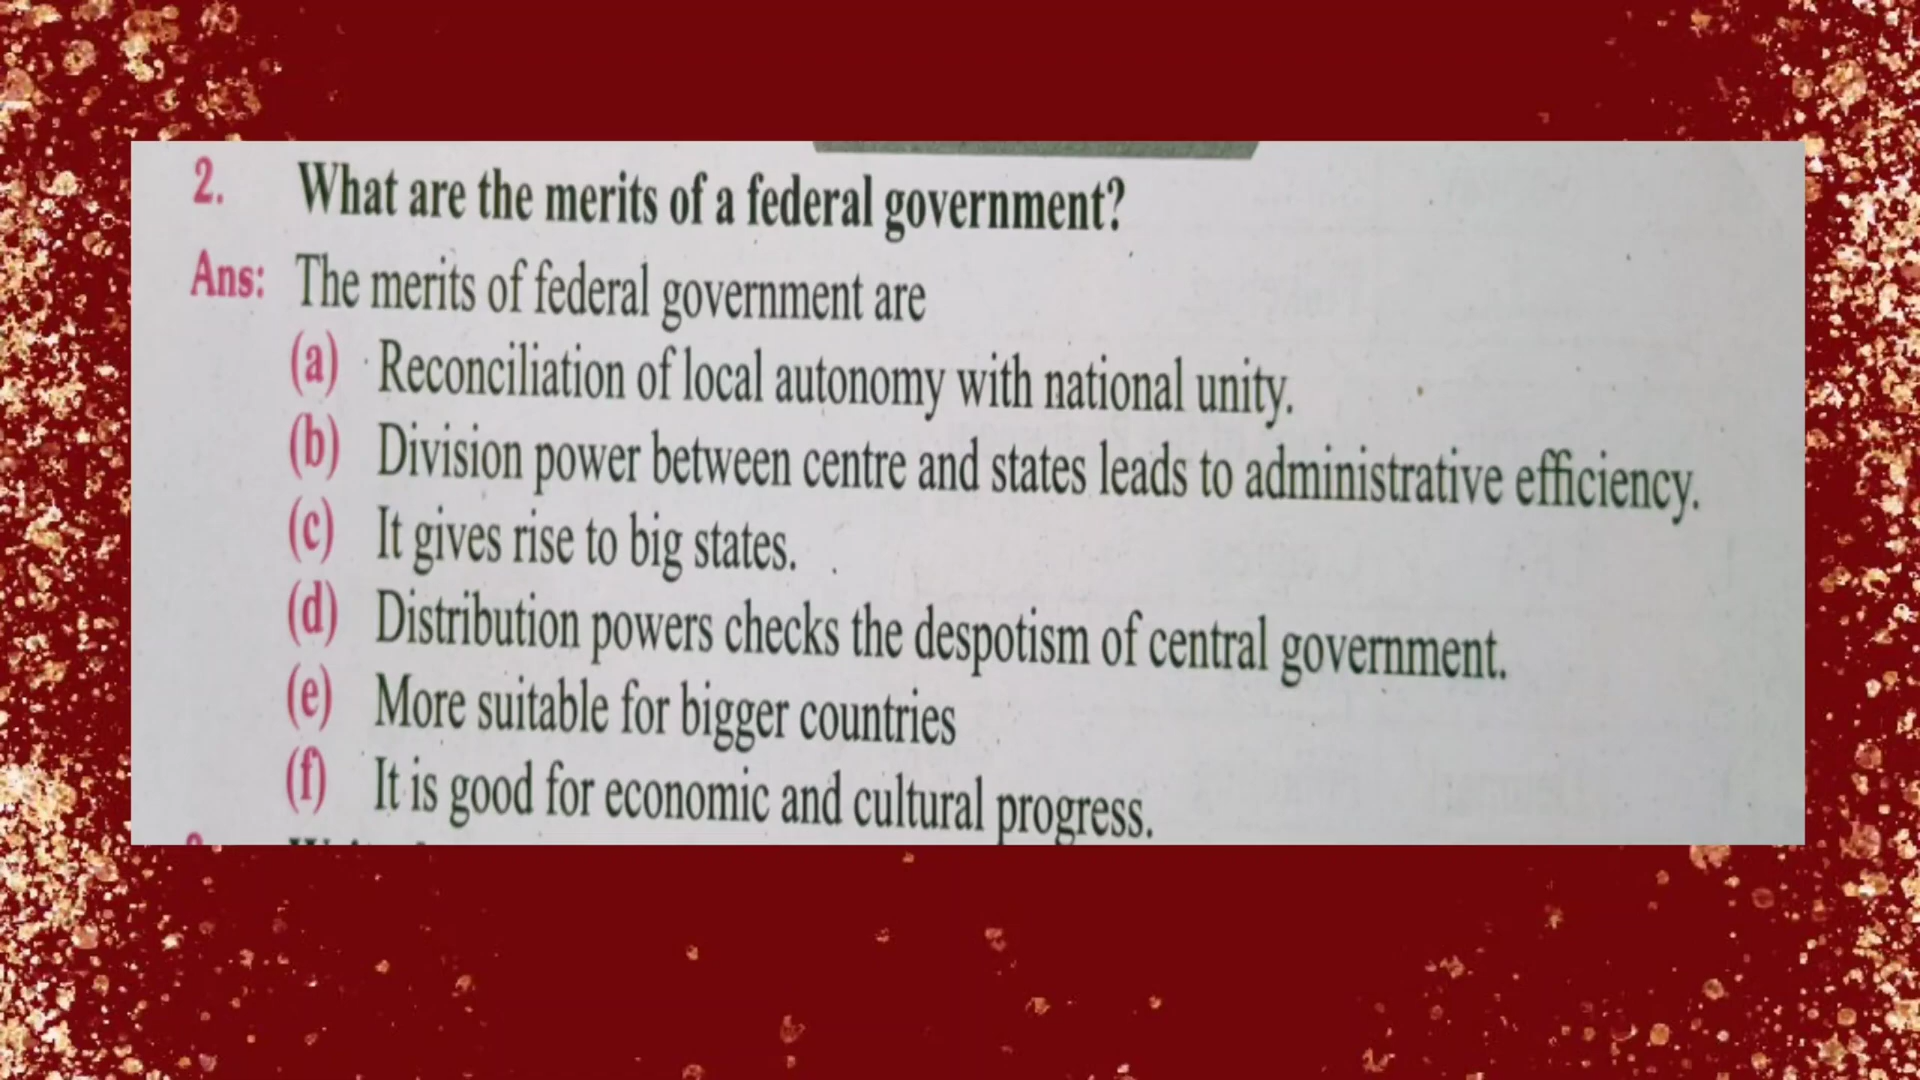 2. What are the merits of a federal government?
Ans: The merits of federal government are
(a) Reconciliation of local autonomy with national unity.
(b) Division power between centre and states leads to administrative efficiency.
(c) It gives rise to big states.
(d) Distribution powers checks the despotism of central government.
(e) More suitable for bigger countries
(f) It is good for economic and cultural progress.